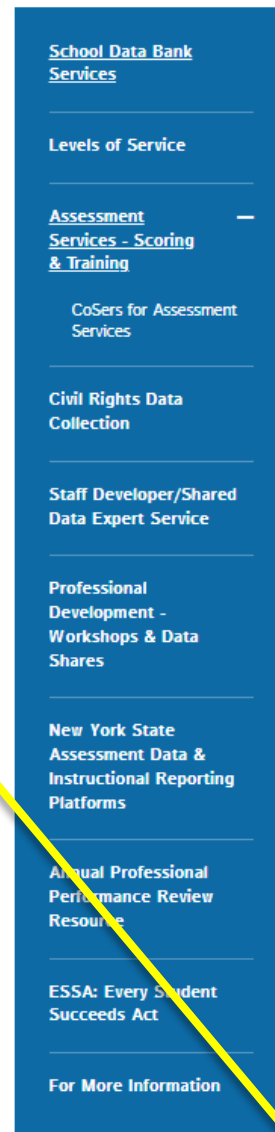 School Data Bank
Services
Levels of Service
Assessment
Services - Scoring
& Training
CoSers for Assessment
Services
Civil Rights Data
Collection
Staff Developer/Shared
Data Expert Service
Professional
Development -
Workshops & Data
Shares
New York State
Assessment Data &
Instructional Reporting
Platforms
Annual Professional
Performance Review
Resource
ESSA: Every Student
Succeeds Act
For More Information